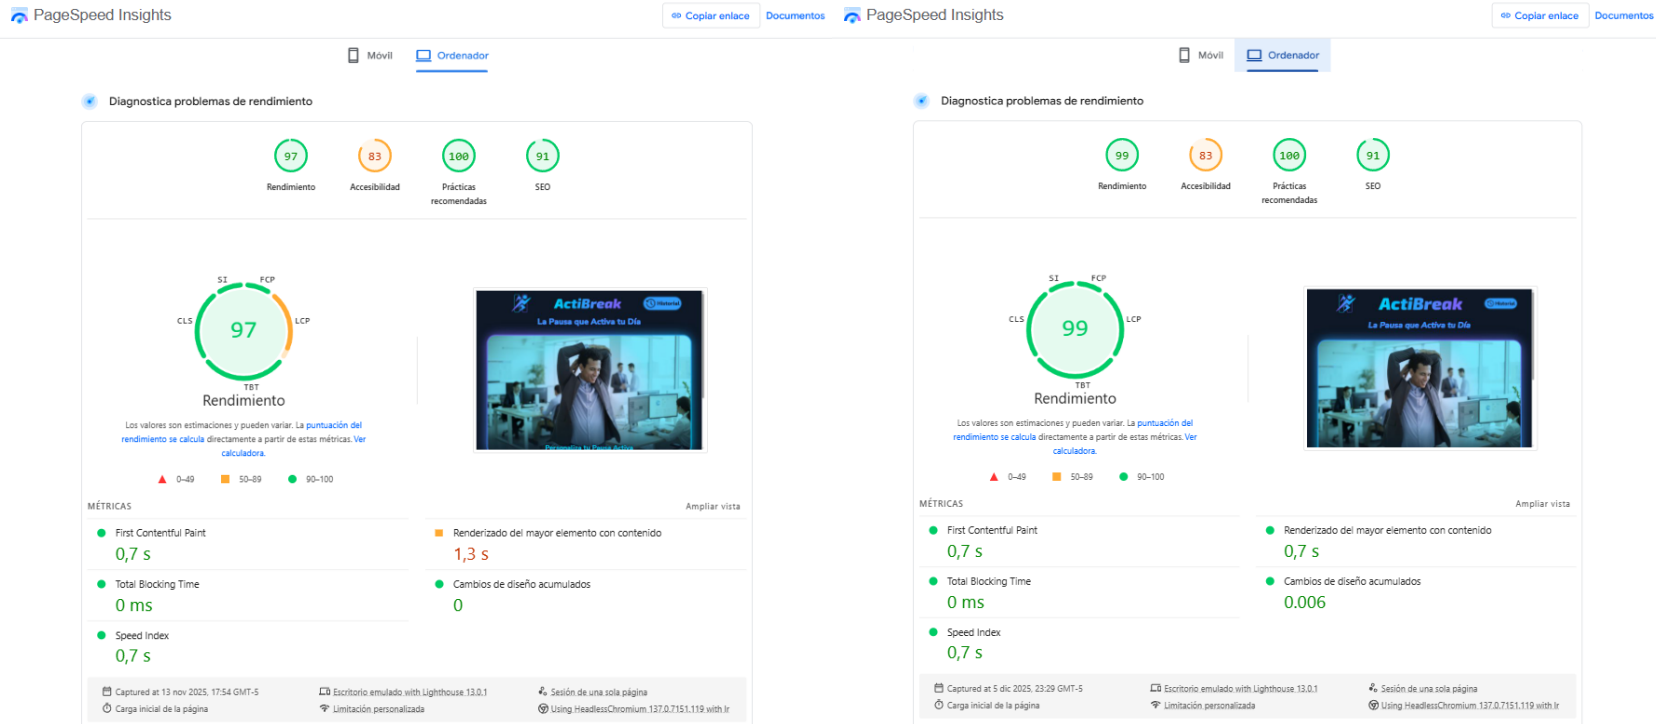 PageSpeed Insights
Copiar enlace
Documentos
Móvil
Ordenador
Diagnostica problemas de rendimiento
97
83
100
91
Rendimiento
Accesibilidad
Prácticas
recomendadas
SEO
SI
FCP
CLS
LCP
97
TBT
Rendimiento
Los valores son estimaciones y pueden variar. La puntuación del
rendimiento se calcula directamente a partir de estas métricas. Ver
calculadora.
0–49
50–89
90–100
ActiBreak
Historial
La Pausa que Activa tu Día
Personaliza tu Pausa Activa
MÉTRICAS
Ampliar vista
First Contentful Paint
0,7 s
Renderizado del mayor elemento con contenido
1,3 s
Total Blocking Time
0 ms
Cambios de diseño acumulados
0
Speed Index
0,7 s
Captured at 13 nov 2025, 17:54 GMT-5
Escritorio emulado with Lighthouse 13.0.1
Sesión de una sola página
Carga inicial de la página
Limitación personalizada
Using HeadlessChromium 137.0.7151.119 with lr
PageSpeed Insights
Copiar enlace
Documentos
Móvil
Ordenador
Diagnostica problemas de rendimiento
99
83
100
91
Rendimiento
Accesibilidad
Prácticas
recomendadas
SEO
SI
FCP
CLS
LCP
99
TBT
Rendimiento
Los valores son estimaciones y pueden variar. La puntuación del
rendimiento se calcula directamente a partir de estas métricas. Ver
calculadora.
0–49
50–89
90–100
ActiBreak
Historial
La Pausa que Activa tu Día
MÉTRICAS
Ampliar vista
First Contentful Paint
0,7 s
Renderizado del mayor elemento con contenido
0,7 s
Total Blocking Time
0 ms
Cambios de diseño acumulados
0.006
Speed Index
0,7 s
Captured at 5 dic 2025, 23:29 GMT-5
Escritorio emulado with Lighthouse 13.0.1
Sesión de una sola página
Carga inicial de la página
Limitación personalizada
Using HeadlessChromium 137.0.7151.119 with lr